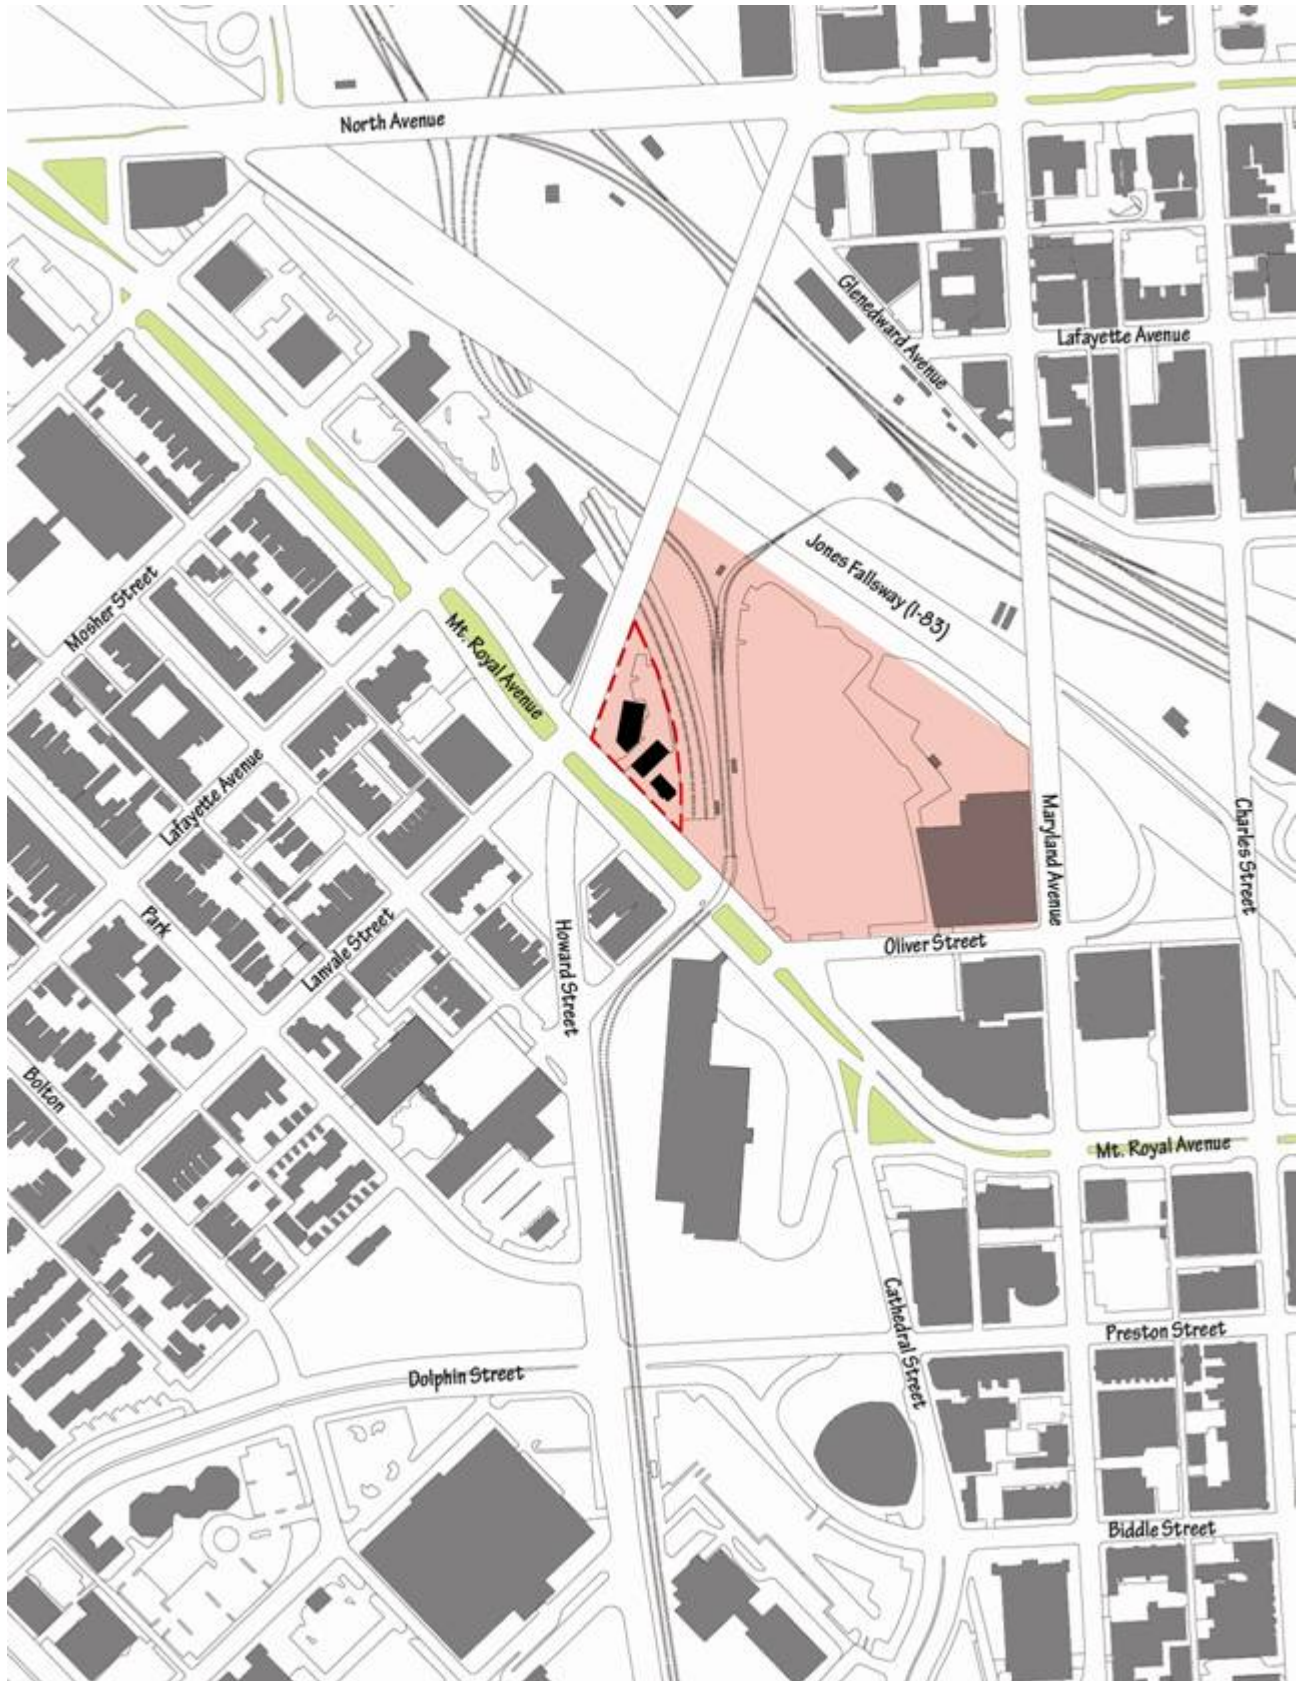 North Avenue
Glenedward Avenue
Lafayette Avenue
Jones Fallsway (I-83)
Mosher Street
Mt. Royal Avenue
Lafayette Avenue
Maryland Avenue
Charles Street
Park
Lanvale Street
Howard Street
Oliver Street
Bolton
Mt. Royal Avenue
Cathedral Street
Preston Street
Dolphin Street
Biddle Street